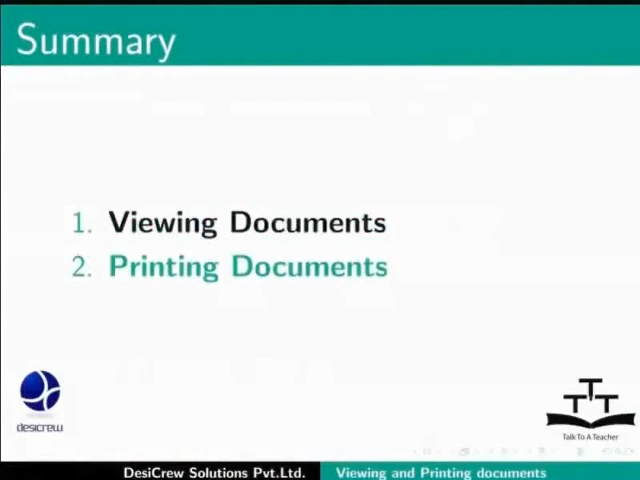 Summary
1. Viewing Documents
2. Printing Documents
desicrew
TTT
Talk To A Teacher
DesiCrew Solutions Pvt.Ltd.
Viewing and Printing documents